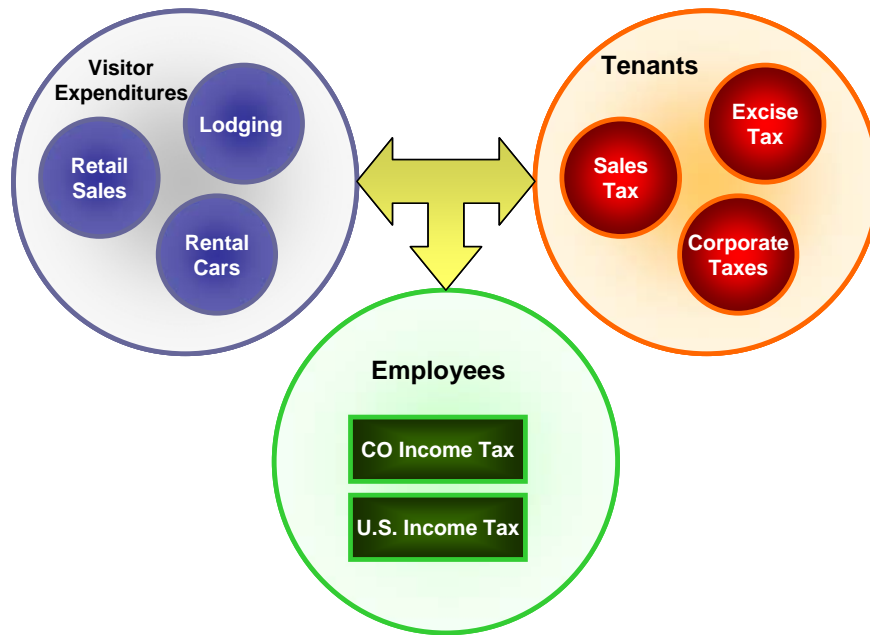 Visitor
Expenditures
Lodging
Retail
Sales
Rental
Cars
Tenants
Excise
Tax
Sales
Tax
Corporate
Taxes
Employees
CO Income Tax
U.S. Income Tax